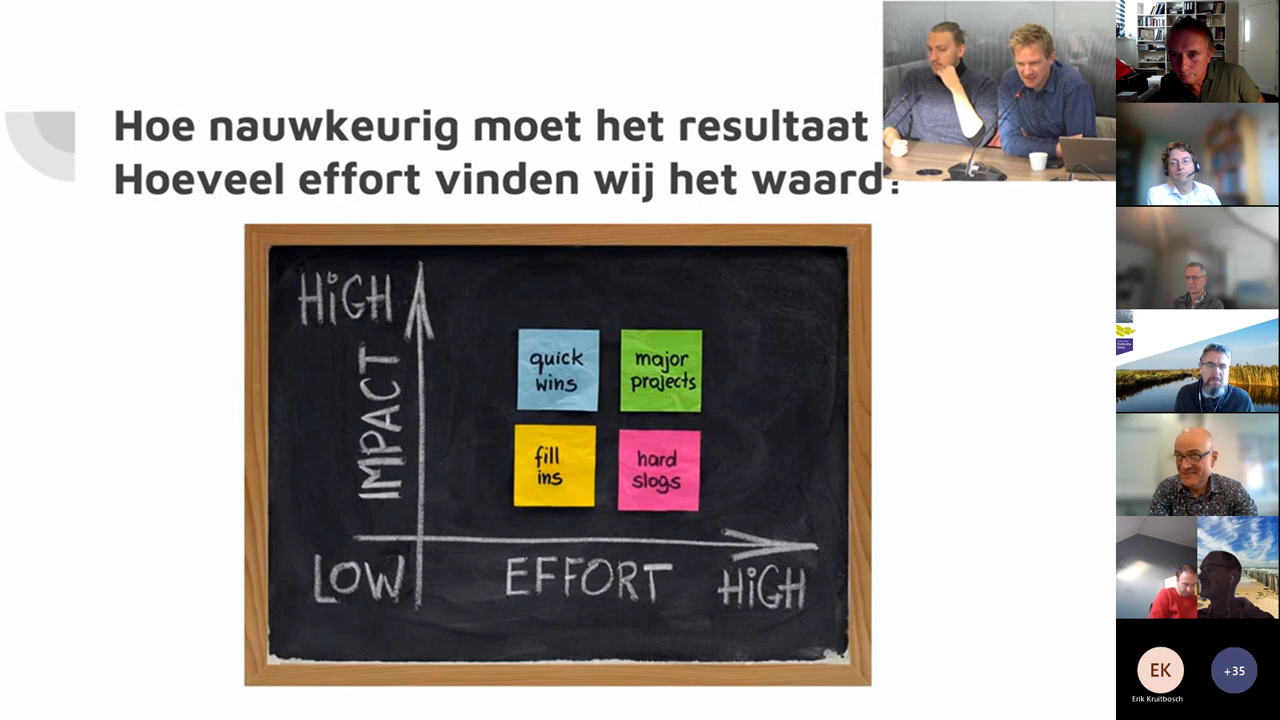 Hoe nauwkeurig moet het resultaat
Hoeveel effort vinden wij het waard?
HIGH
IMPACT
quick
wins
major
projects
fill
ins
hard
slogs
LOW
EFFORT
HIGH
EK
+35
Erik Kruitbosch